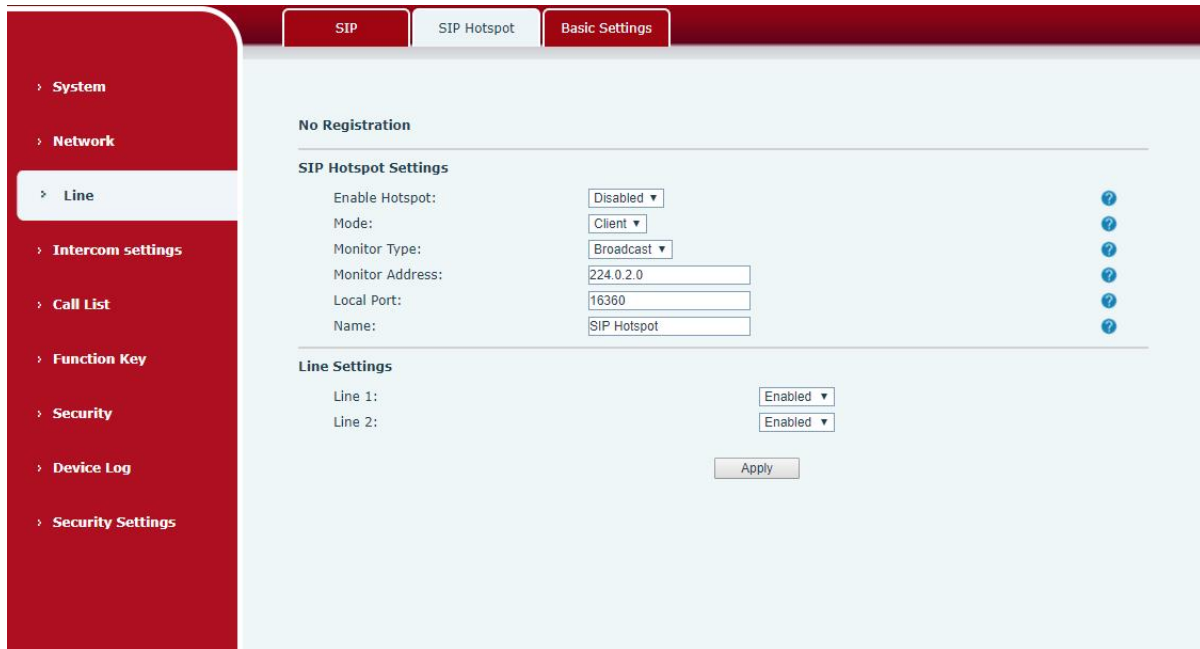 SIP
SIP Hotspot
Basic Settings
System
Network
Line
Intercom settings
Call List
Function Key
Security
Device Log
Security Settings
No Registration
SIP Hotspot Settings
Enable Hotspot: Disabled
Mode: Client
Monitor Type: Broadcast
Monitor Address: 224.0.2.0
Local Port: 16360
Name: SIP Hotspot
Line Settings
Line 1: Enabled
Line 2: Enabled
Apply